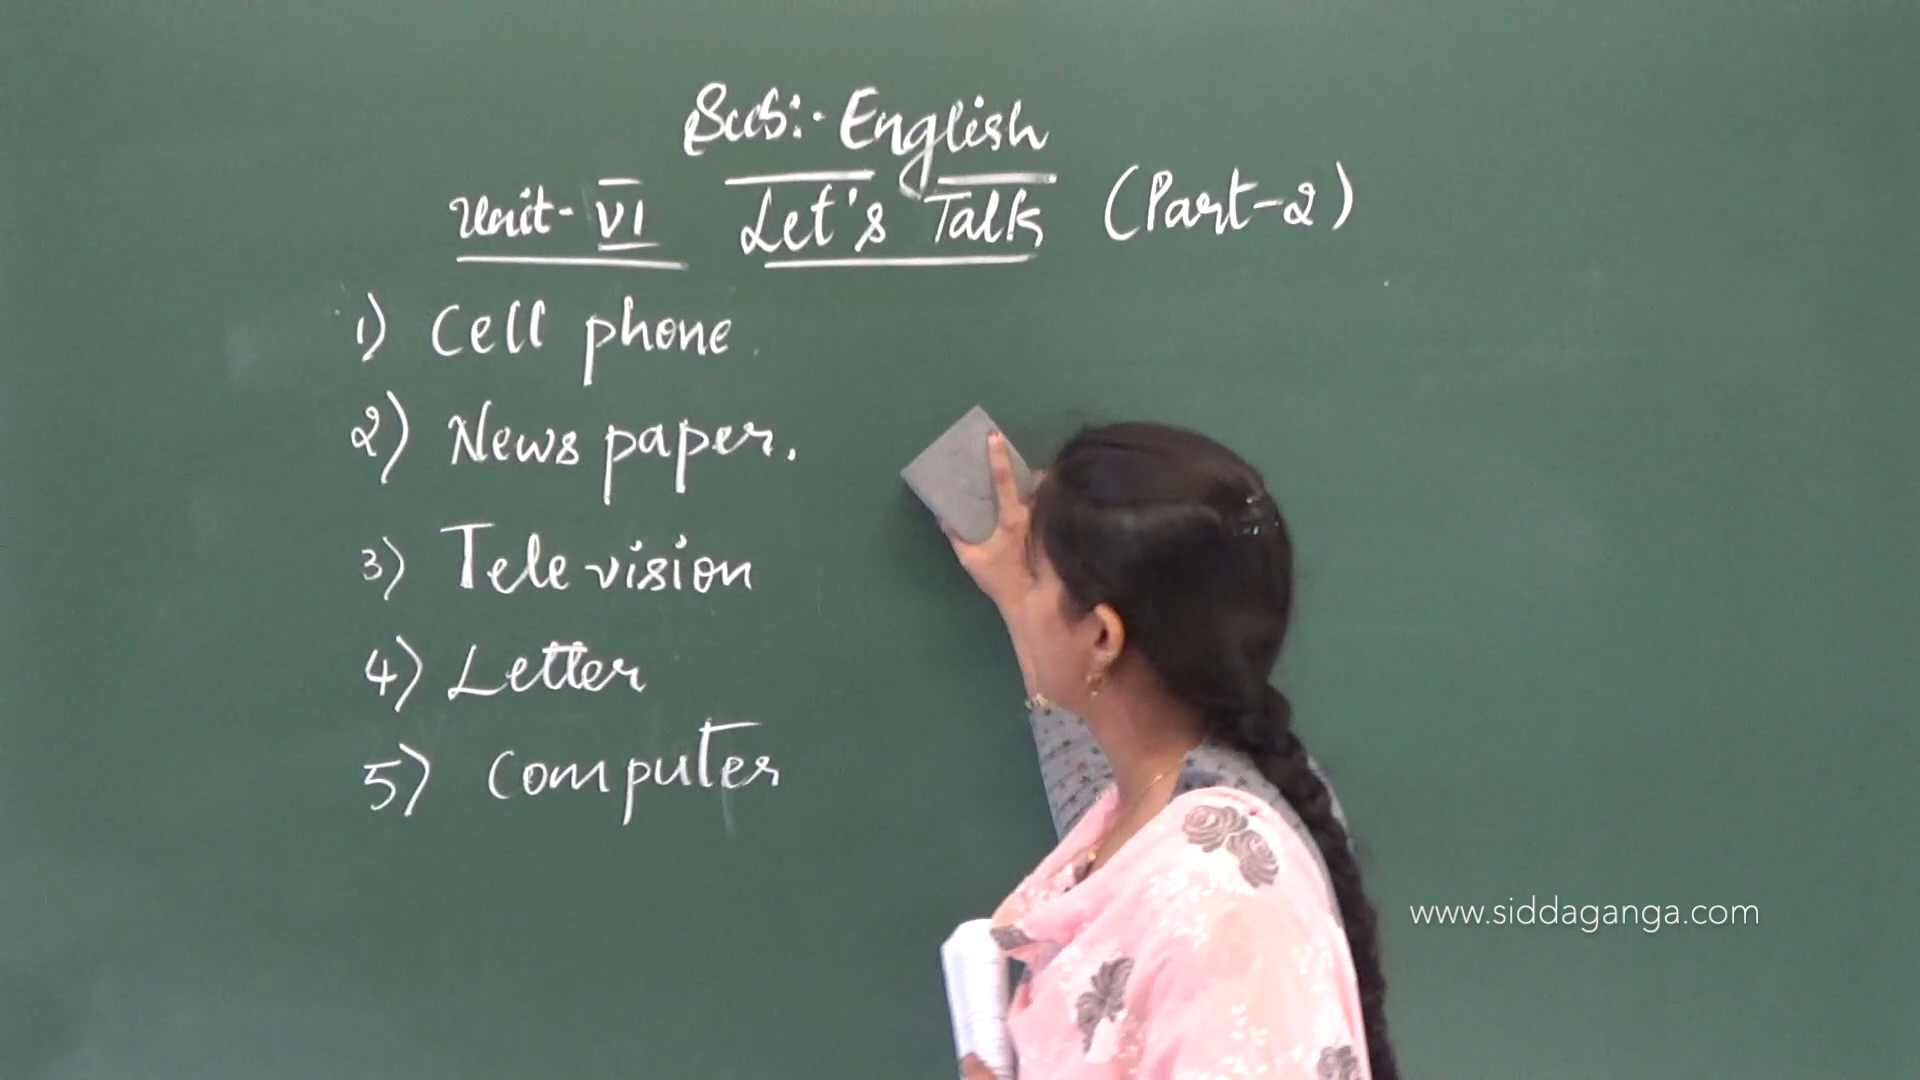 Sub:- English
Unit- VI Let's Talk (Part-2)
1) Cell phone
2) News paper.
3) Tele vision
4) Letter
5) Computer
www.siddaganga.com